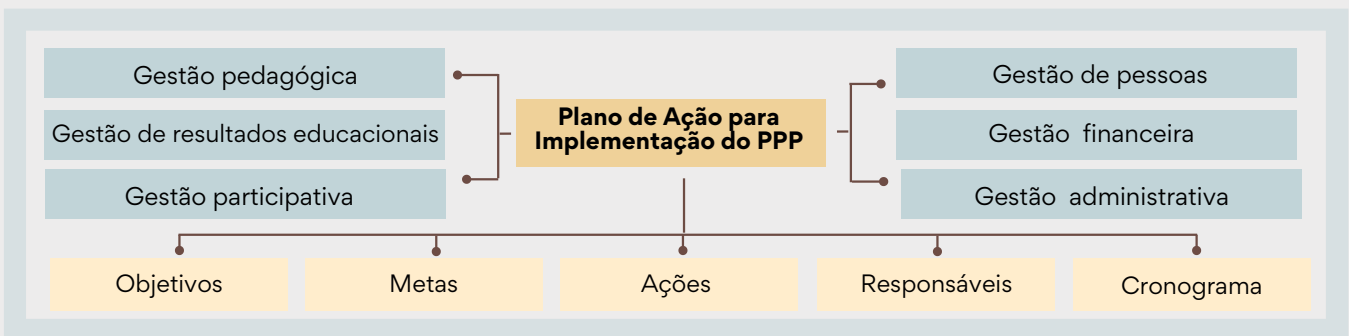 Gestão pedagógica
Gestão de resultados educacionais
Gestão participativa
Plano de Ação para
Implementação do PPP
Gestão de pessoas
Gestão financeira
Gestão administrativa
Objetivos
Metas
Ações
Responsáveis
Cronograma